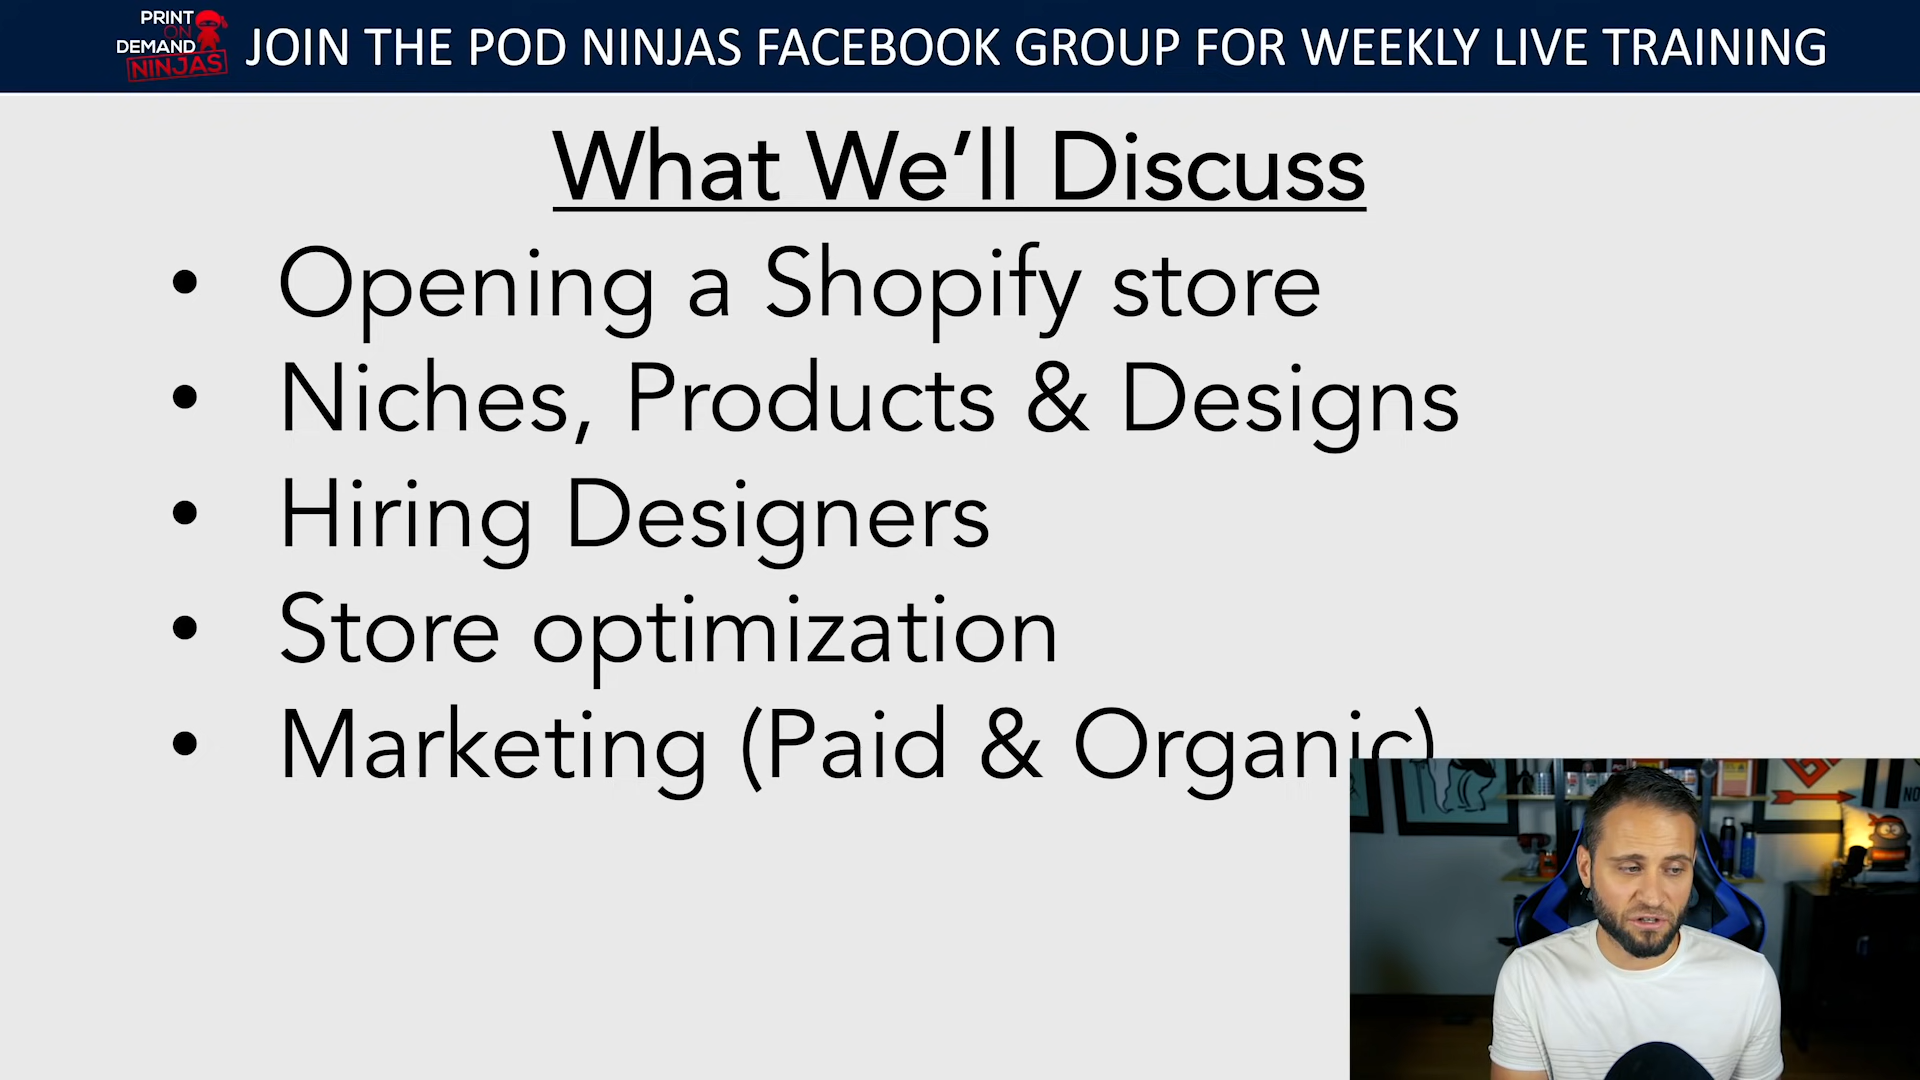 PRINT
ON
DEMAND
NINJAS
JOIN THE POD NINJAS FACEBOOK GROUP FOR WEEKLY LIVE TRAINING
What We’ll Discuss
• Opening a Shopify store
• Niches, Products & Designs
• Hiring Designers
• Store optimization
• Marketing (Paid & Organic)
NO